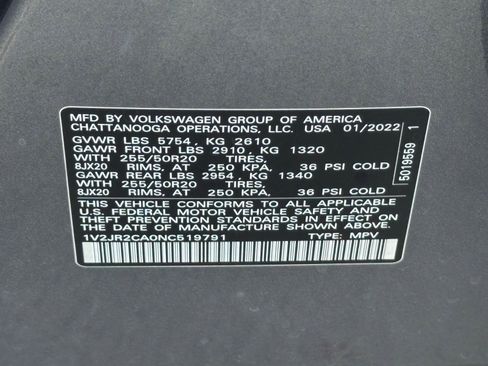 MFD BY VOLKSWAGEN GROUP OF AMERICA
CHATTANOOGA OPERATIONS, LLC. USA 01/2022
GVWR LBS 5754, KG 2610
GAWR FRONT LBS 2910, KG 1320
WITH 255/50R20 TIRES,
8JX20 RIMS, AT 250 KPA, 36 PSI COLD
GAWR REAR LBS 2954, KG 1340
WITH 255/50R20 TIRES,
8JX20 RIMS, AT 250 KPA, 36 PSI COLD
THIS VEHICLE CONFORMS TO ALL APPLICABLE
U.S. FEDERAL MOTOR VEHICLE SAFETY AND
THEFT PREVENTION STANDARDS IN EFFECT
ON THE DATE OF MANUFACTURE SHOWN ABOVE.
1V2JR2CA0NC519791 TYPE: MPV
5019559 1